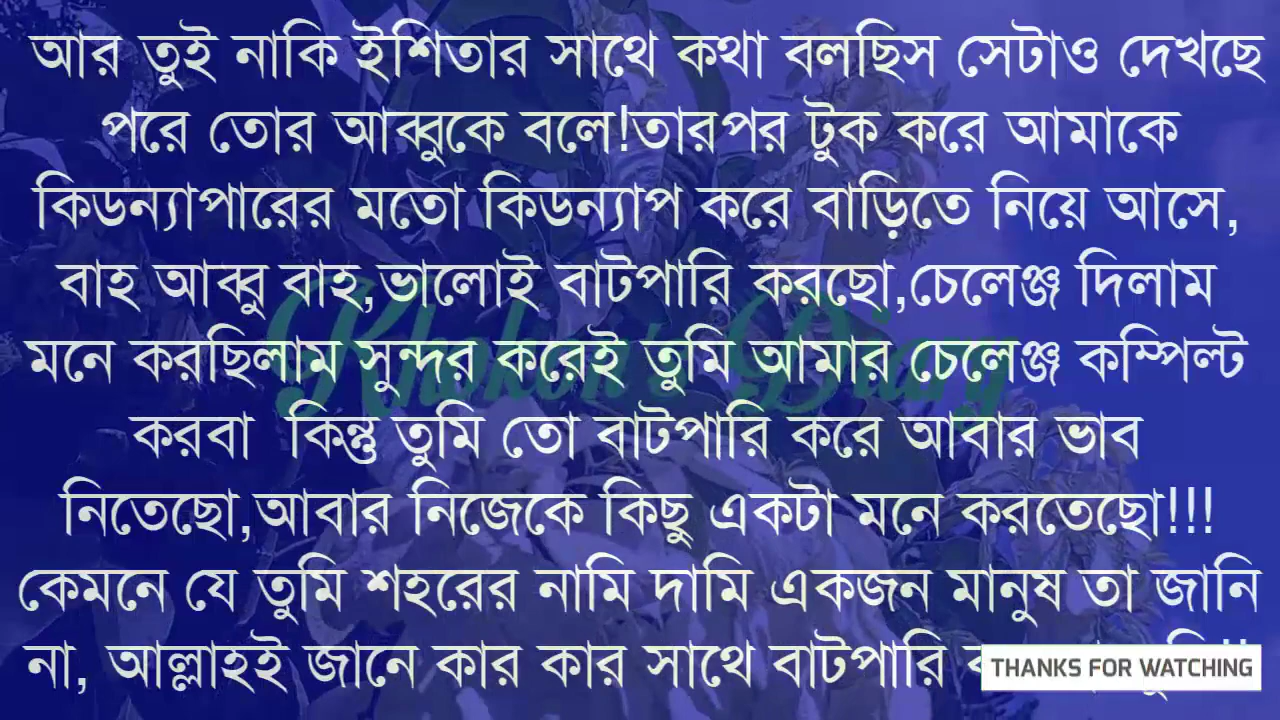 আর তুই নাকি ইশিতার সাথে কথা বলছিস সেটাও দেখছে
পরে তোর আব্বুকে বলে!তারপর টুক করে আমাকে
কিডন্যাপারের মতো কিডন্যাপ করে বাড়িতে নিয়ে আসে,
বাহ আব্বু বাহ,ভালোই বাটপারি করছো,চেলেঞ্জ দিলাম
মনে করছিলাম সুন্দর করেই তুমি আমার চেলেঞ্জ কম্পিল্ট
করবা কিন্তু তুমি তো বাটপারি করে আবার ভাব
নিতেছো,আবার নিজেকে কিছু একটা মনে করতেছো!!!
কেমনে যে তুমি শহরের নামি দামি একজন মানুষ তা জানি
না, আল্লাহই জানে কার কার সাথে বাটপারি
THANKS FOR WATCHING
Khokon's Diary